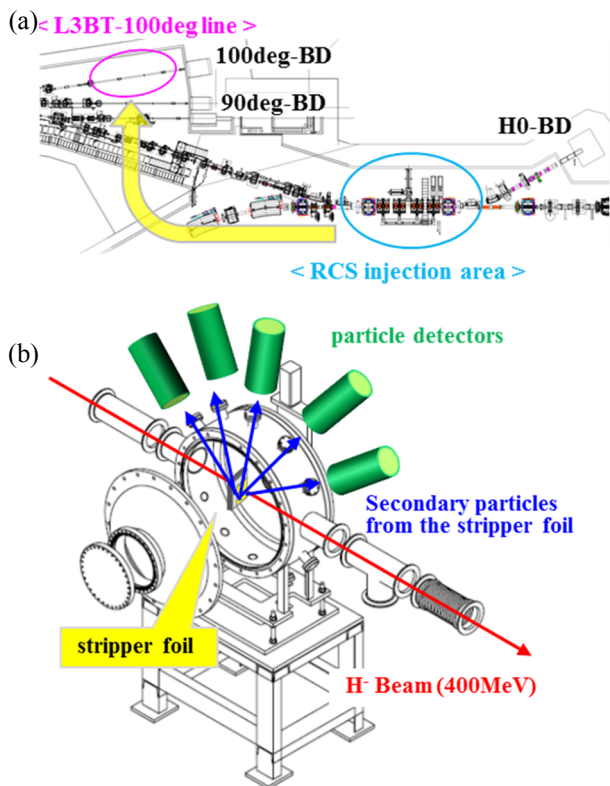 (a)
< L3BT-100deg line >
100deg-BD
90deg-BD
H0-BD
< RCS injection area >
(b)
particle detectors
Secondary particles
from the stripper foil
stripper foil
H- Beam (400MeV)